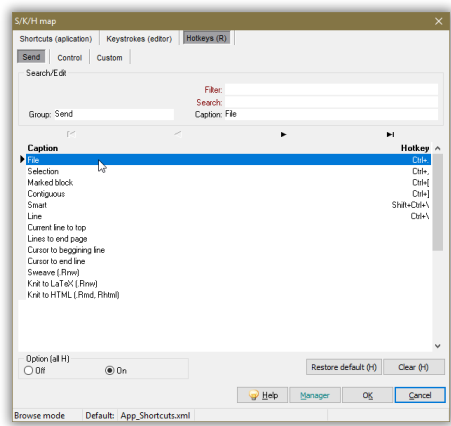 S/K/H map
Shortcuts (aplication) Keystrokes (editor) Hotkeys (R)
Send Control Custom
Search/Edit
Filter:
Search:
Group: Send Caption: File
Caption Hotkey
File Ctrl+.
Selection Ctrl+,
Marked block Ctrl+[
Contiguous Ctrl+]
Smart Shift+Ctrl+\
Line Ctrl+\
Current line to top
Lines to end page
Cursor to beggining line
Cursor to end line
Sweave (.Rnw)
Knit to LaTeX (.Rnw)
Knit to HTML (.Rmd, Rhtml)
Option (all H)
Off On Restore default (H) Clear (H)
Help Manager OK Cancel
Browse mode Default: App_Shortcuts.xml